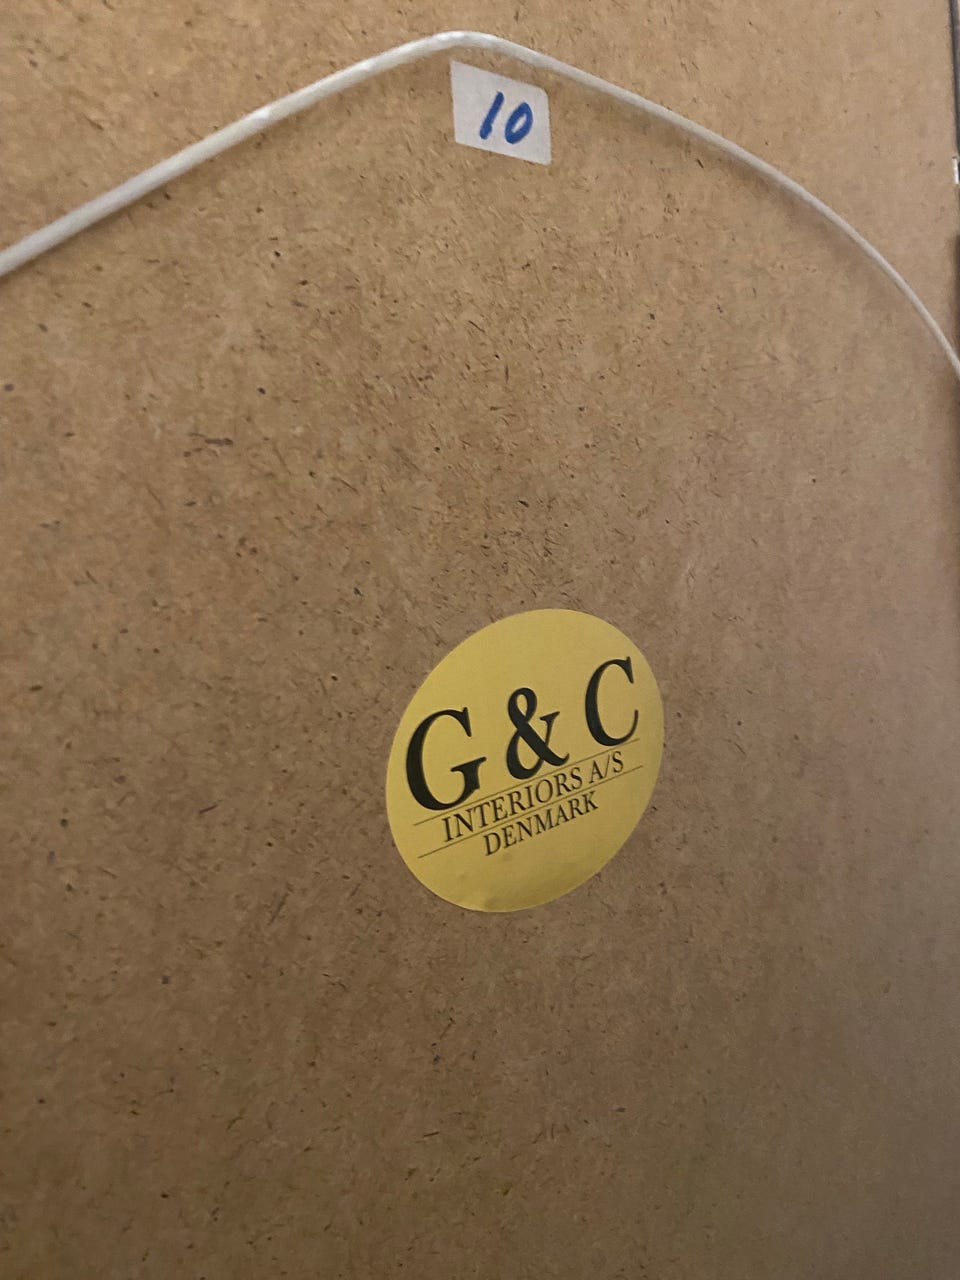 10
G & C
INTERIORS A/S
DENMARK